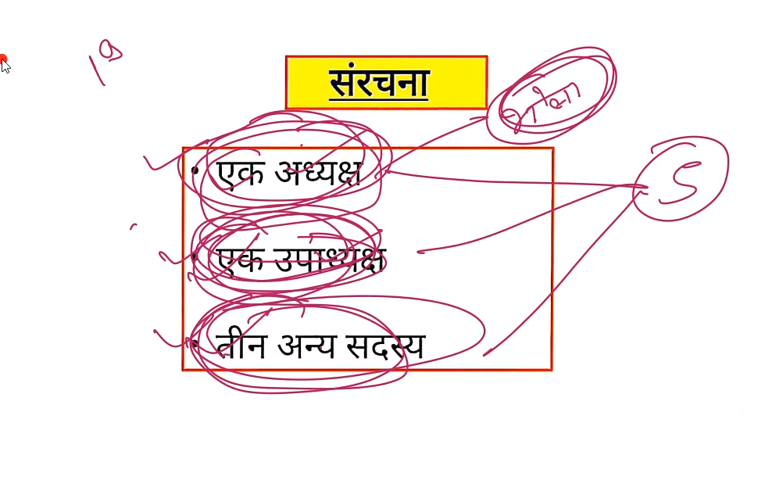 संरचना
• एक अध्यक्ष
• एक उपाध्यक्ष
• तीन अन्य सदस्य
5